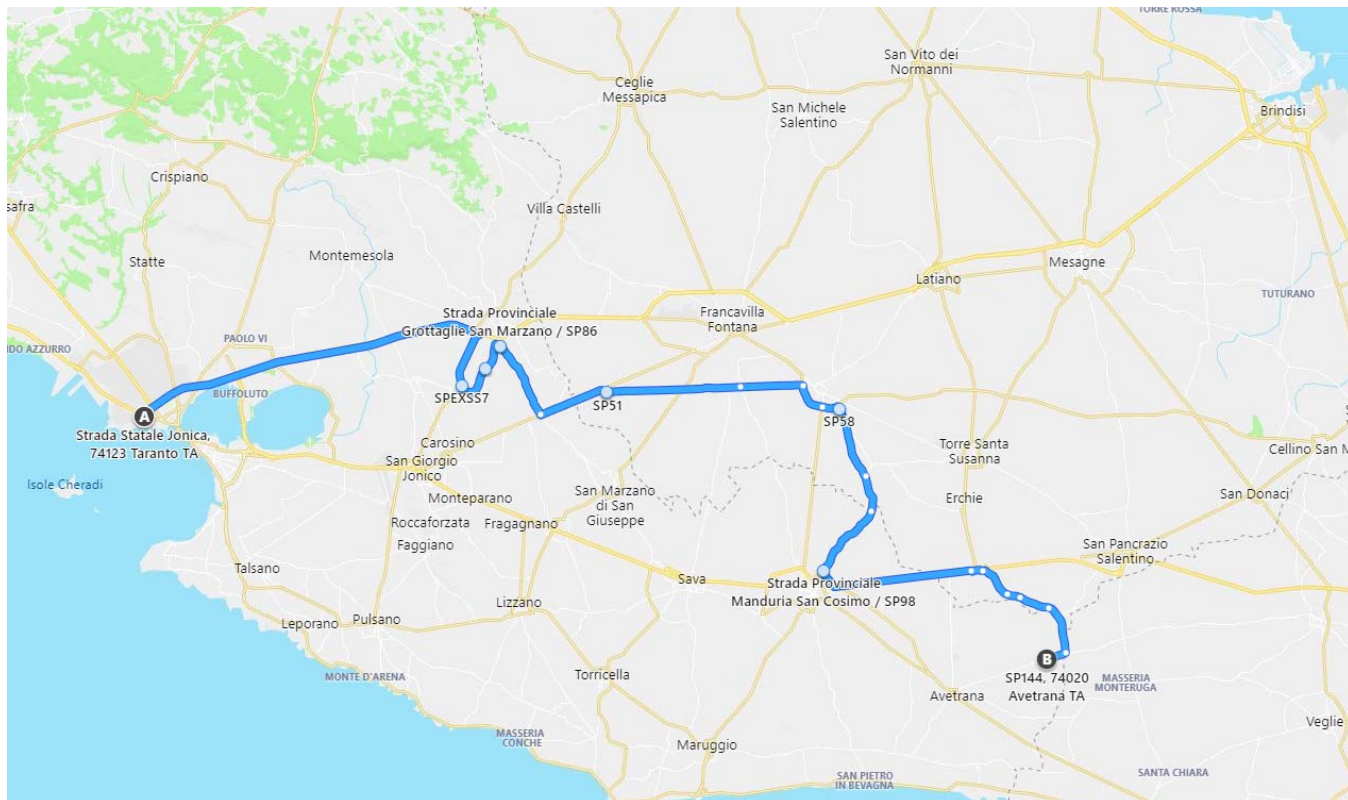 TORRE ROSSA
San Vito dei
Normanni
Ceglie
Messapica
San Michele
Salentino
Brindisi
Crispiano
safra
Villa Castelli
Montemesola
Statte
Mesagne
Latiano
TUTURANO
Strada Provinciale
Grottaglie San Marzano / SP86
Francavilla
Fontana
PAOLO VI
DO AZZURRO
BUFFOLUTO
SPEXSS7
SP51
SP58
A
Strada Statale Jonica,
74123 Taranto TA
Carosino
San Giorgio
Jonico
Torre Santa
Susanna
Cellino San M
Isole Cheradi
Monteparano
San Marzano
di San
Giuseppe
Erchie
San Donaci
Roccaforzata
Fragagnano
Faggiano
San Pancrazio
Salentino
Talsano
Sava
Strada Provinciale
Manduria San Cosimo / SP98
Lizzano
Leporano
Pulsano
B
SP144, 74020
Avetrana TA
MONTE D'ARENA
Torricella
Avetrana
MASSERIA
MONTERUGA
Veglie
MASSERIA
CONCHE
Maruggio
SAN PIETRO
IN BEVAGNA
SANTA CHIARA